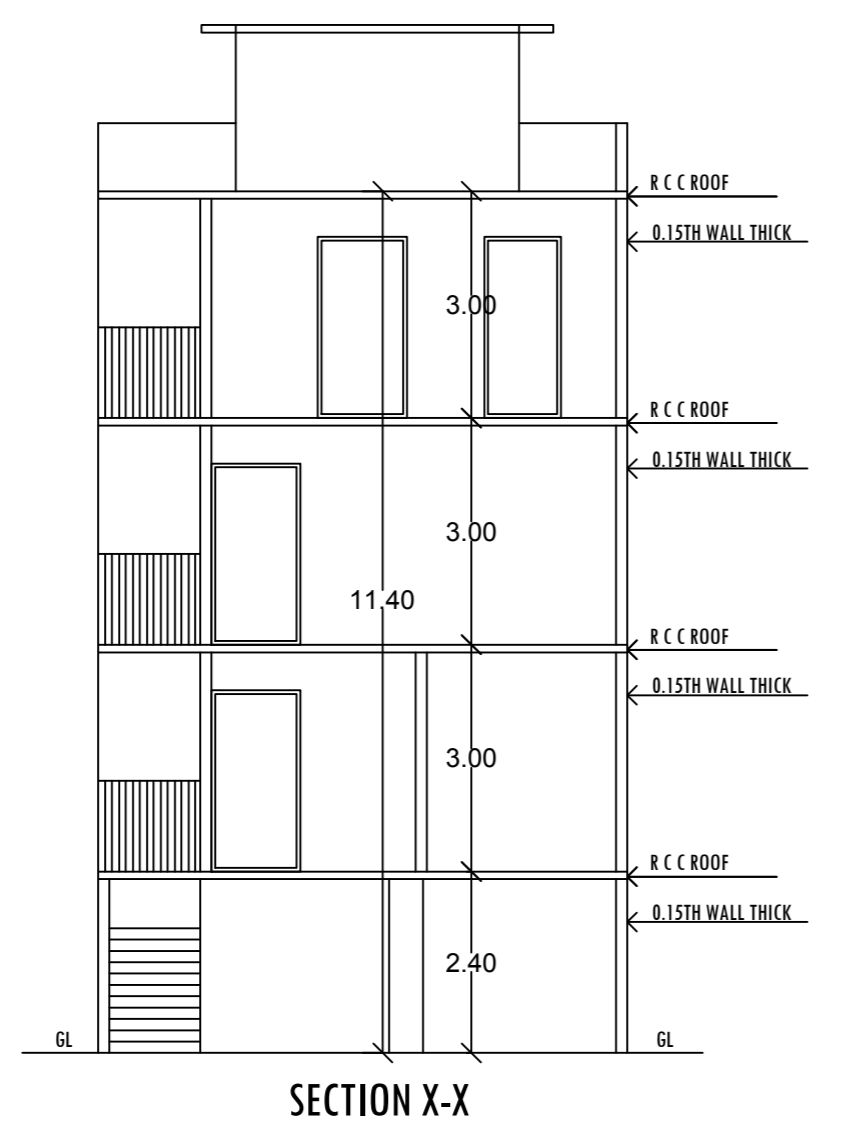 R C C ROOF
0.15TH WALL THICK
3.00
R C C ROOF
0.15TH WALL THICK
3.00
11.40
R C C ROOF
0.15TH WALL THICK
3.00
R C C ROOF
0.15TH WALL THICK
2.40
GL
GL
SECTION X-X